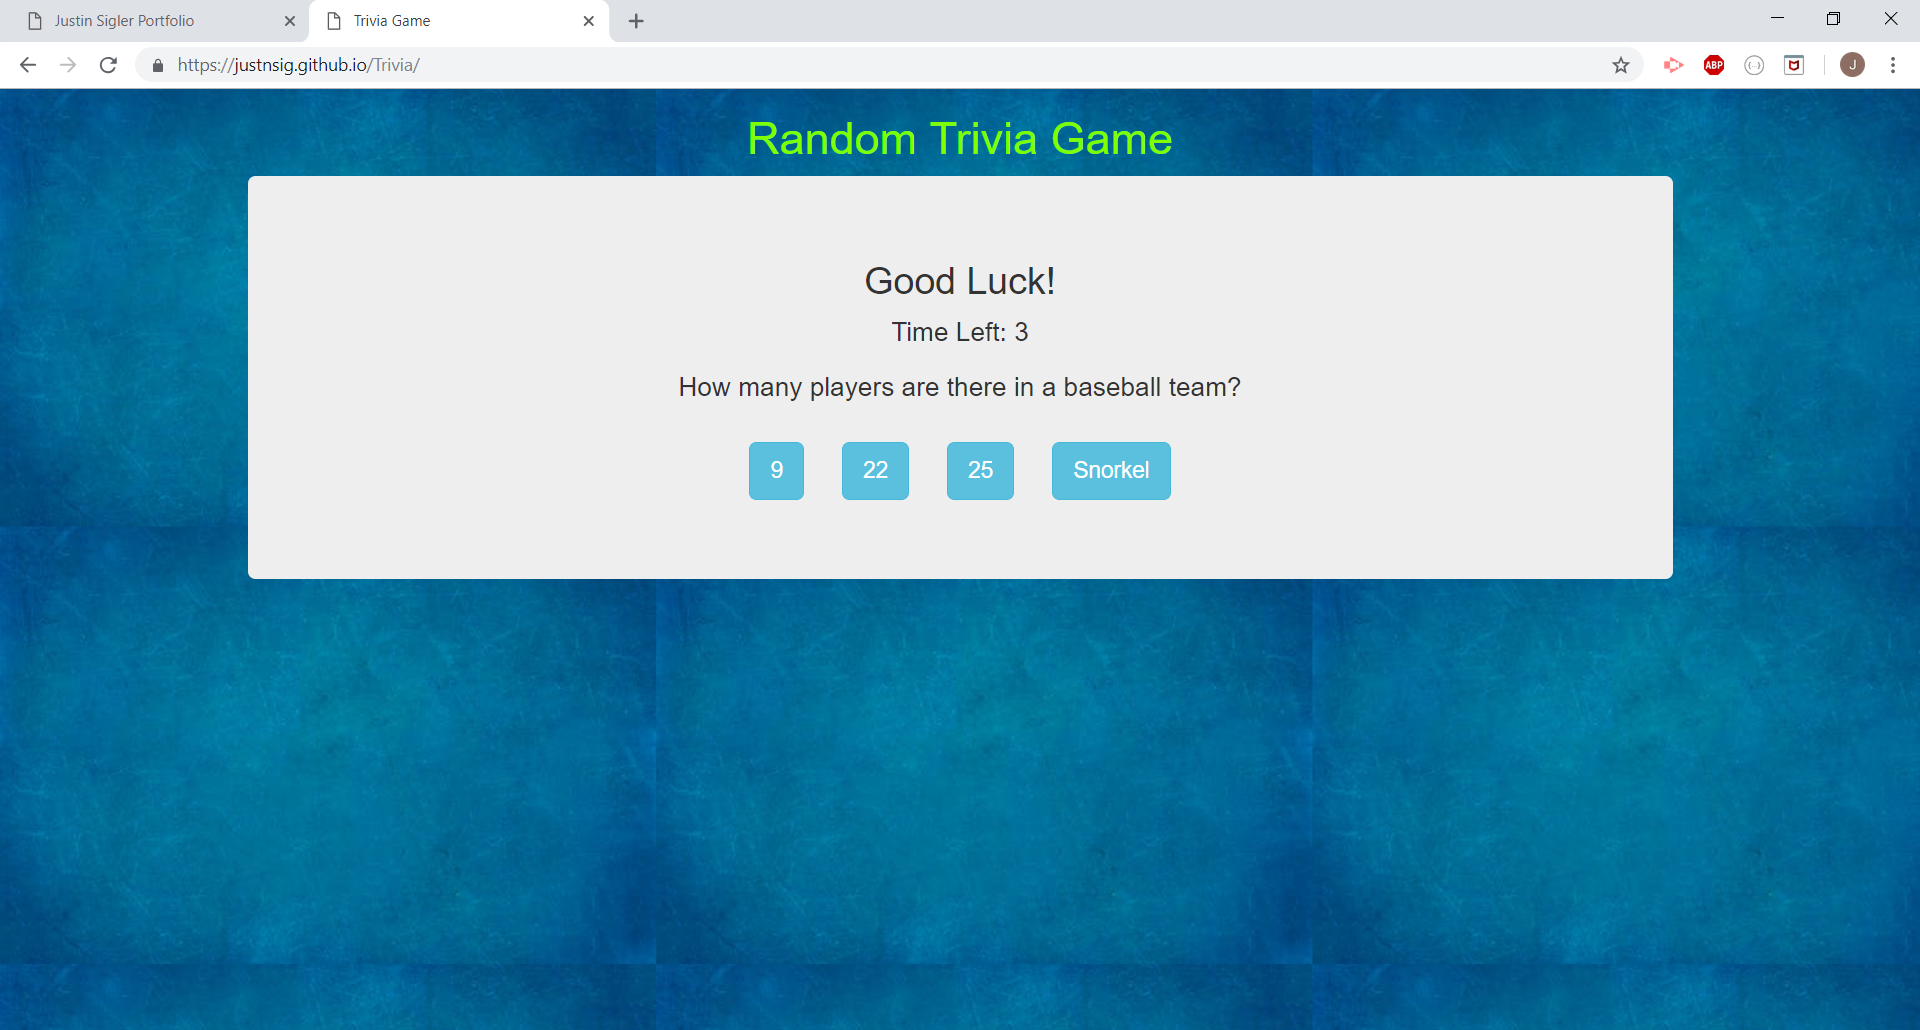 Justin Sigler Portfolio
Trivia Game
https://justnsig.github.io/Trivia/
ABP
J
Random Trivia Game
Good Luck!
Time Left: 3
How many players are there in a baseball team?
9
22
25
Snorkel